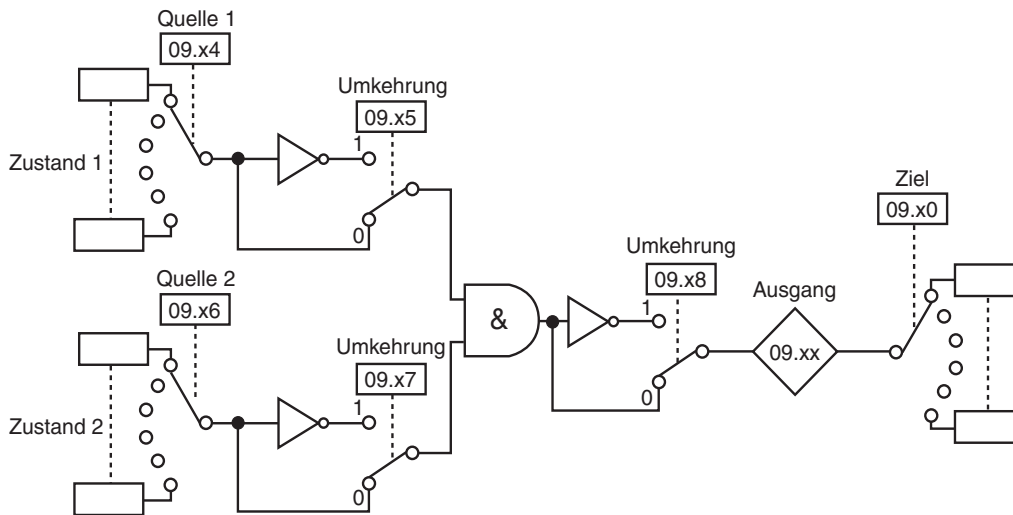 Quelle 1
09.x4
Umkehrung
09.x5
1
Zustand 1
0
Ziel
09.x0
Quelle 2
09.x6
Umkehrung
09.x8
1
Ausgang
&
09.xx
0
Umkehrung
09.x7
1
Zustand 2
0